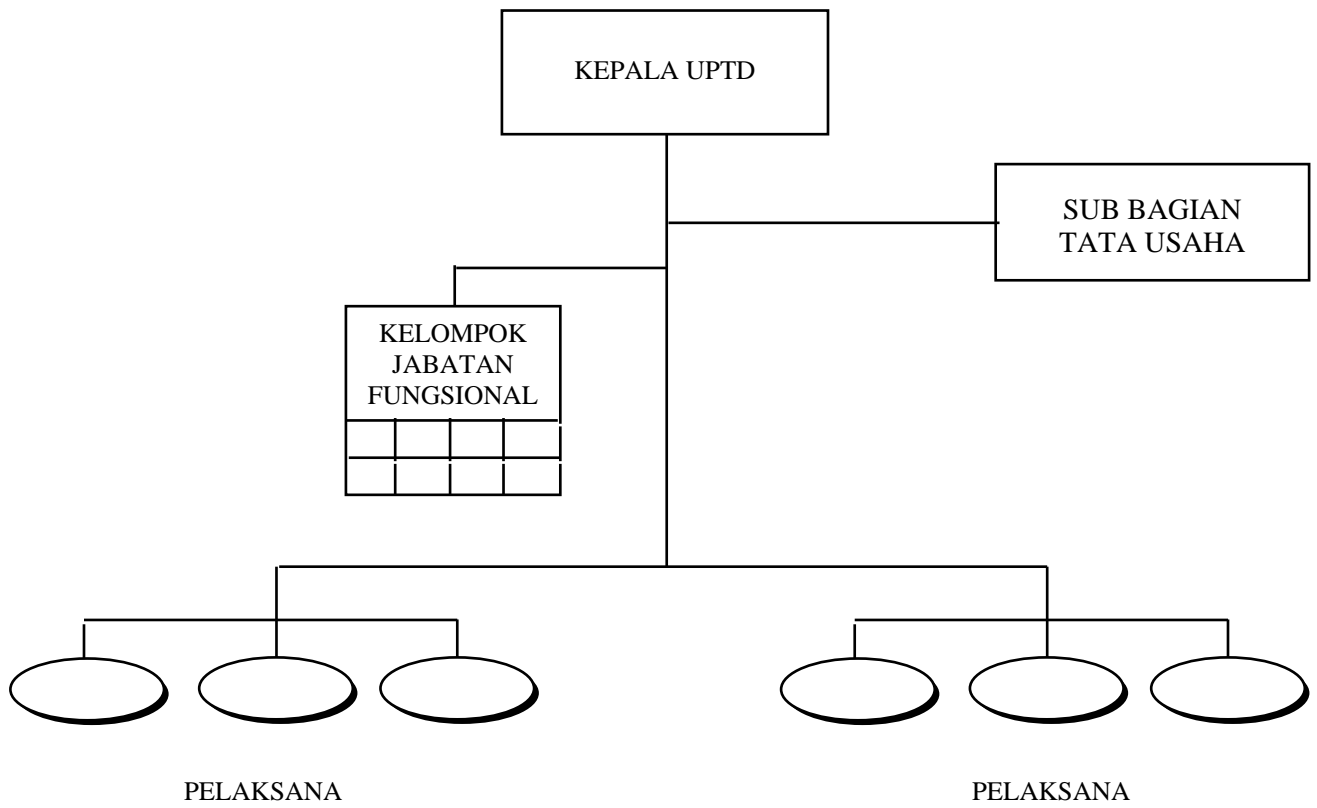 KEPALA UPTD
SUB BAGIAN
TATA USAHA
KELOMPOK
JABATAN
FUNGSIONAL
PELAKSANA
PELAKSANA